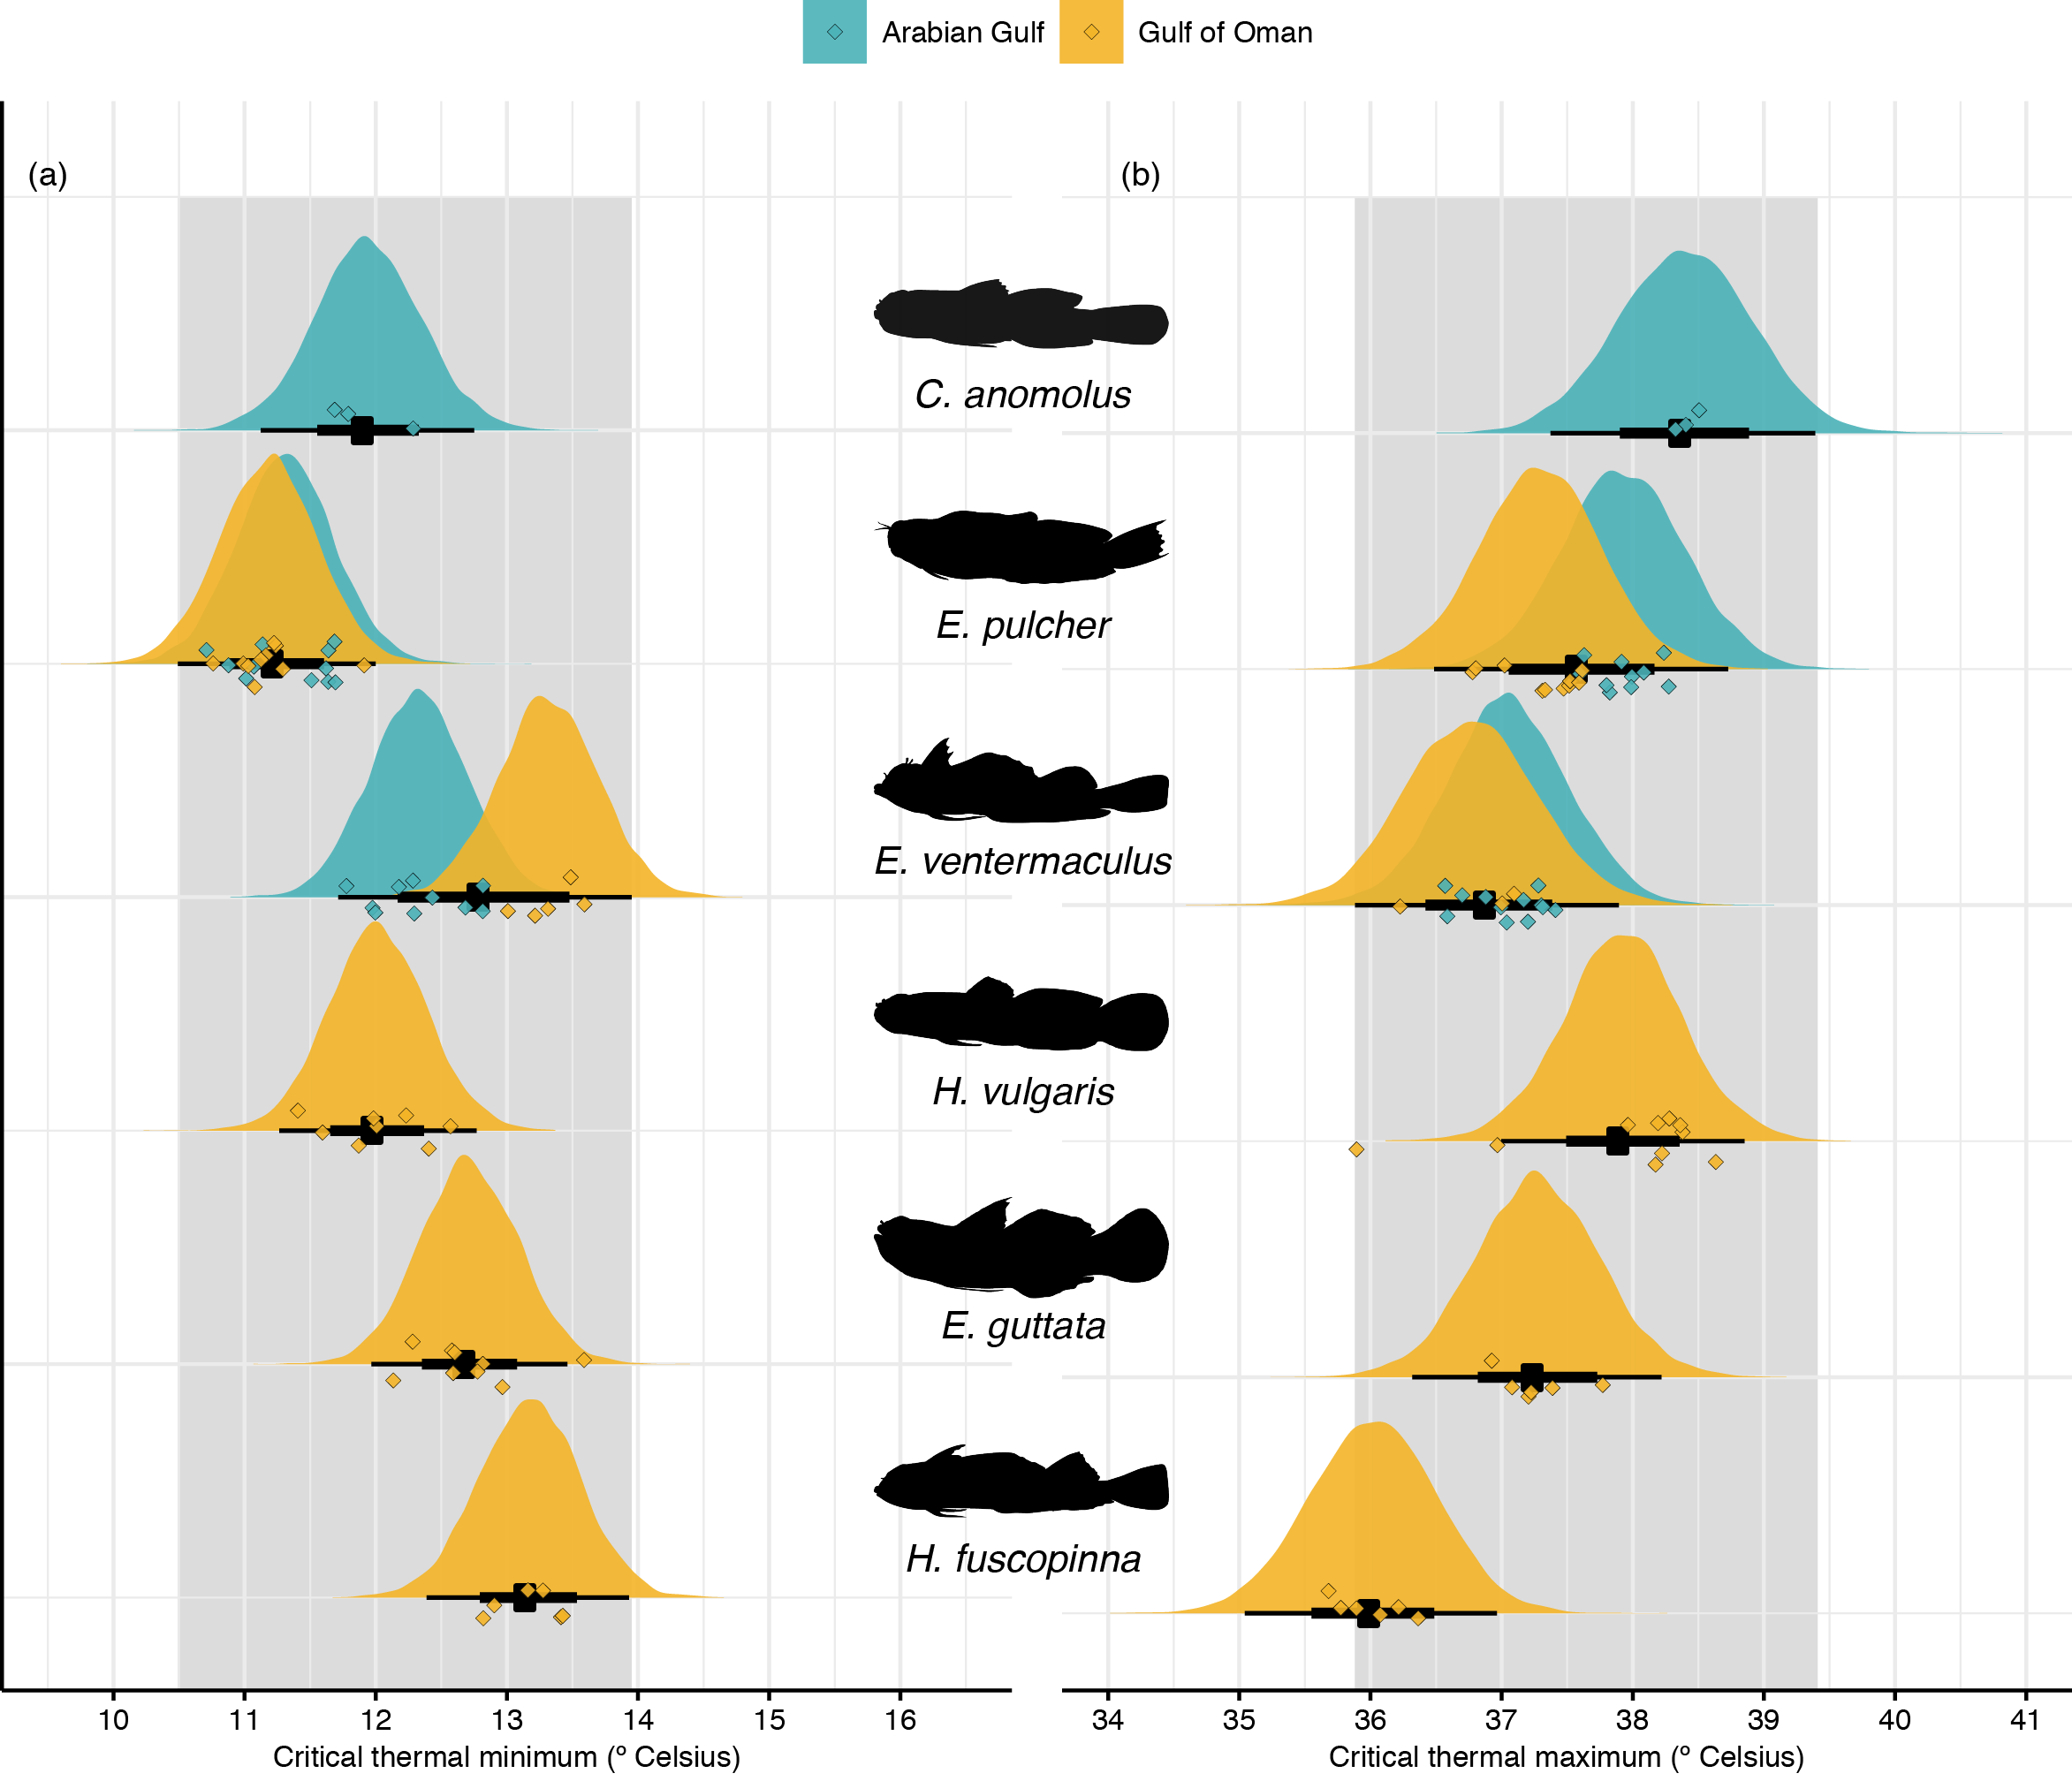 Arabian Gulf Gulf of Oman
(a) (b)
C. anomolus
E. pulcher
E. ventermaculus
H. vulgaris
E. guttata
H. fuscopinna
10 11 12 13 14 15 16 34 35 36 37 38 39 40 41
Critical thermal minimum (º Celsius) Critical thermal maximum (º Celsius)